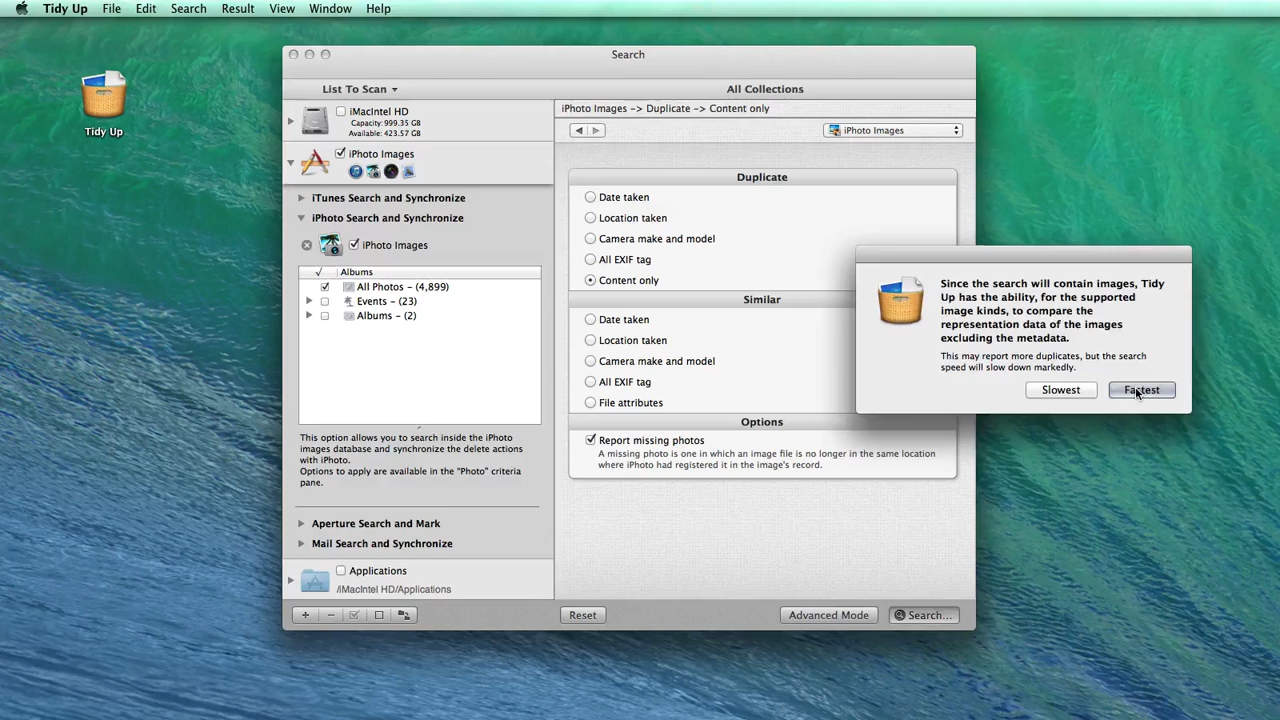 Tidy Up File Edit Search Result View Window Help
Tidy Up
Search
List To Scan
iMacIntel HD
Capacity: 999.35 GB
Available: 423.57 GB
iPhoto Images
iTunes Search and Synchronize
iPhoto Search and Synchronize
iPhoto Images
Albums
All Photos - (4,899)
Events - (23)
Albums - (2)
This option allows you to search inside the iPhoto
images database and synchronize the delete actions
with iPhoto.
Options to apply are available in the "Photo" criteria
pane.
Aperture Search and Mark
Mail Search and Synchronize
Applications
/iMacIntel HD/Applications
All Collections
iPhoto Images -> Duplicate -> Content only
iPhoto Images
Duplicate
Date taken
Location taken
Camera make and model
All EXIF tag
Content only
Similar
Date taken
Location taken
Camera make and model
All EXIF tag
File attributes
Options
Report missing photos
A missing photo is one in which an image file is no longer in the same location
where iPhoto had registered it in the image's record.
Reset
Advanced Mode
Search...
Since the search will contain images, Tidy
Up has the ability, for the supported
image kinds, to compare the
representation data of the images
excluding the metadata.
This may report more duplicates, but the search
speed will slow down markedly.
Slowest
Fastest